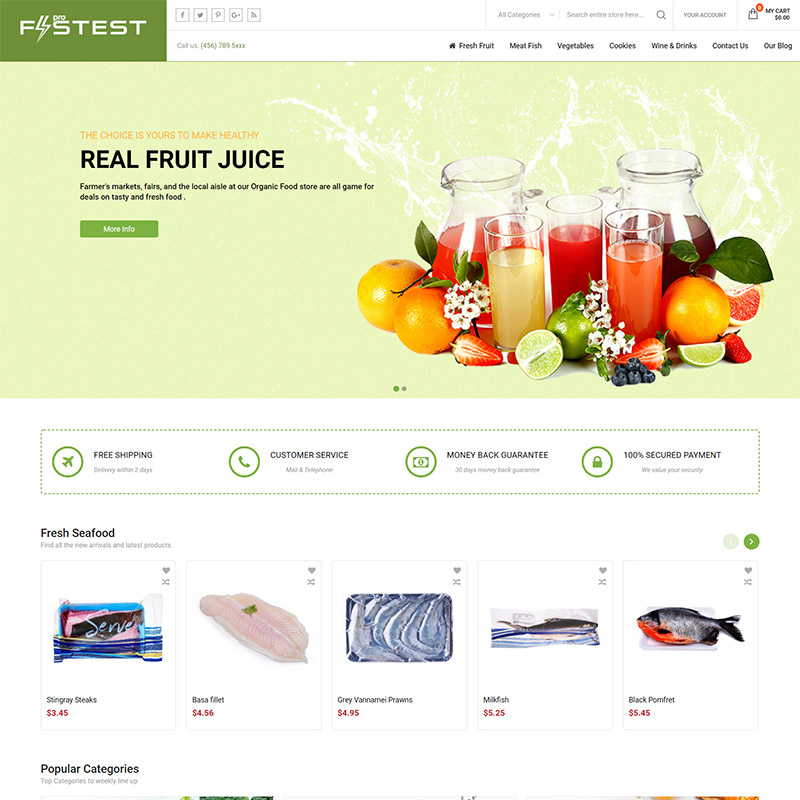 pro
FASTEST
All Categories
Search entire store here...
YOUR ACCOUNT
0
MY CART
$0.00
Call us: (456) 789 5xxx
Fresh Fruit
Meat Fish
Vegetables
Cookies
Wine & Drinks
Contact Us
Our Blog
THE CHOICE IS YOURS TO MAKE HEALTHY
REAL FRUIT JUICE
Farmer's markets, fairs, and the local aisle at our Organic Food store are all game for
deals on tasty and fresh food .
More Info
FREE SHIPPING
Delivery within 2 days
CUSTOMER SERVICE
Mail & Telephone
MONEY BACK GUARANTEE
30 days money back guarantee
100% SECURED PAYMENT
We value your security
Fresh Seafood
Find all the new arrivals and latest products
Serve
Stingray Steaks
$3.45
Basa fillet
$4.56
Grey Vannamei Prawns
$4.95
Milkfish
$5.25
Black Pomfret
$5.45
Popular Categories
Top Categories to weekly line up